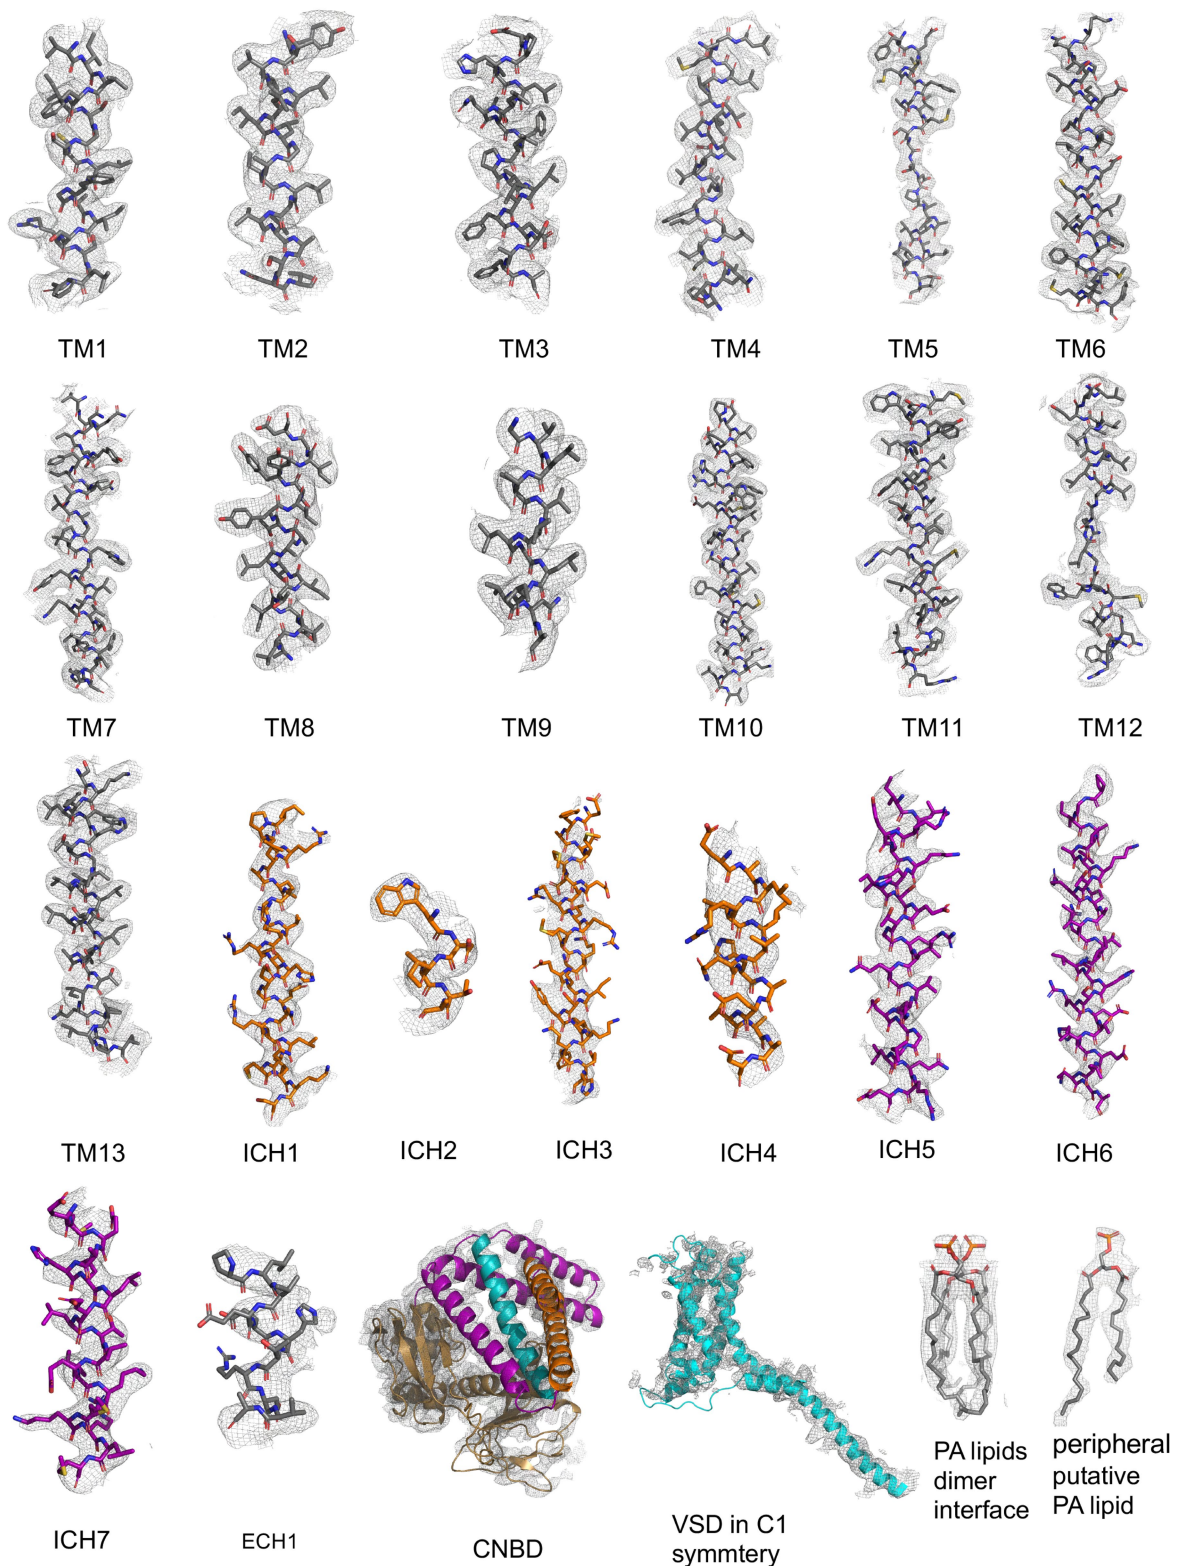 TM1
TM2
TM3
TM4
TM5
TM6
TM7
TM8
TM9
TM10
TM11
TM12
TM13
ICH1
ICH2
ICH3
ICH4
ICH5
ICH6
ICH7
ECH1
CNBD
VSD in C1
symmtery
PA lipids
dimer
interface
peripheral
putative
PA lipid